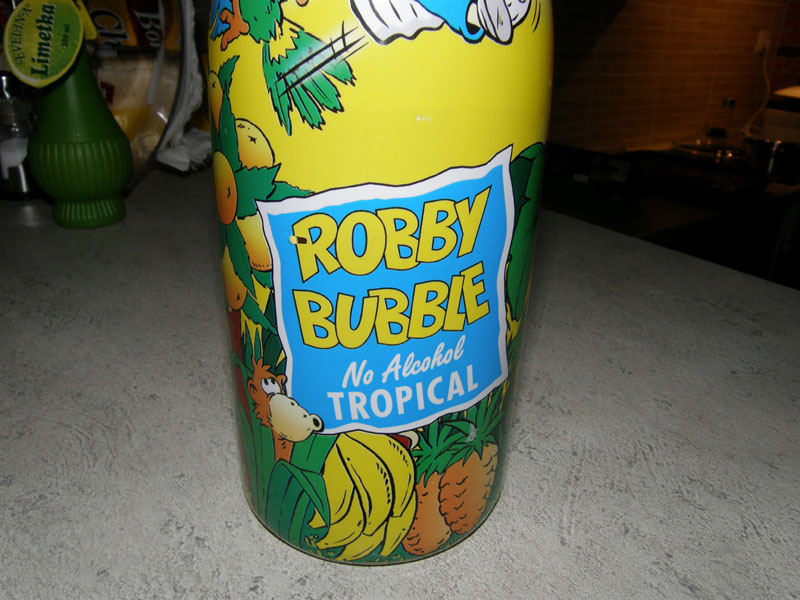 ROBBY
BUBBLE
No Alcohol
TROPICAL
Limetka